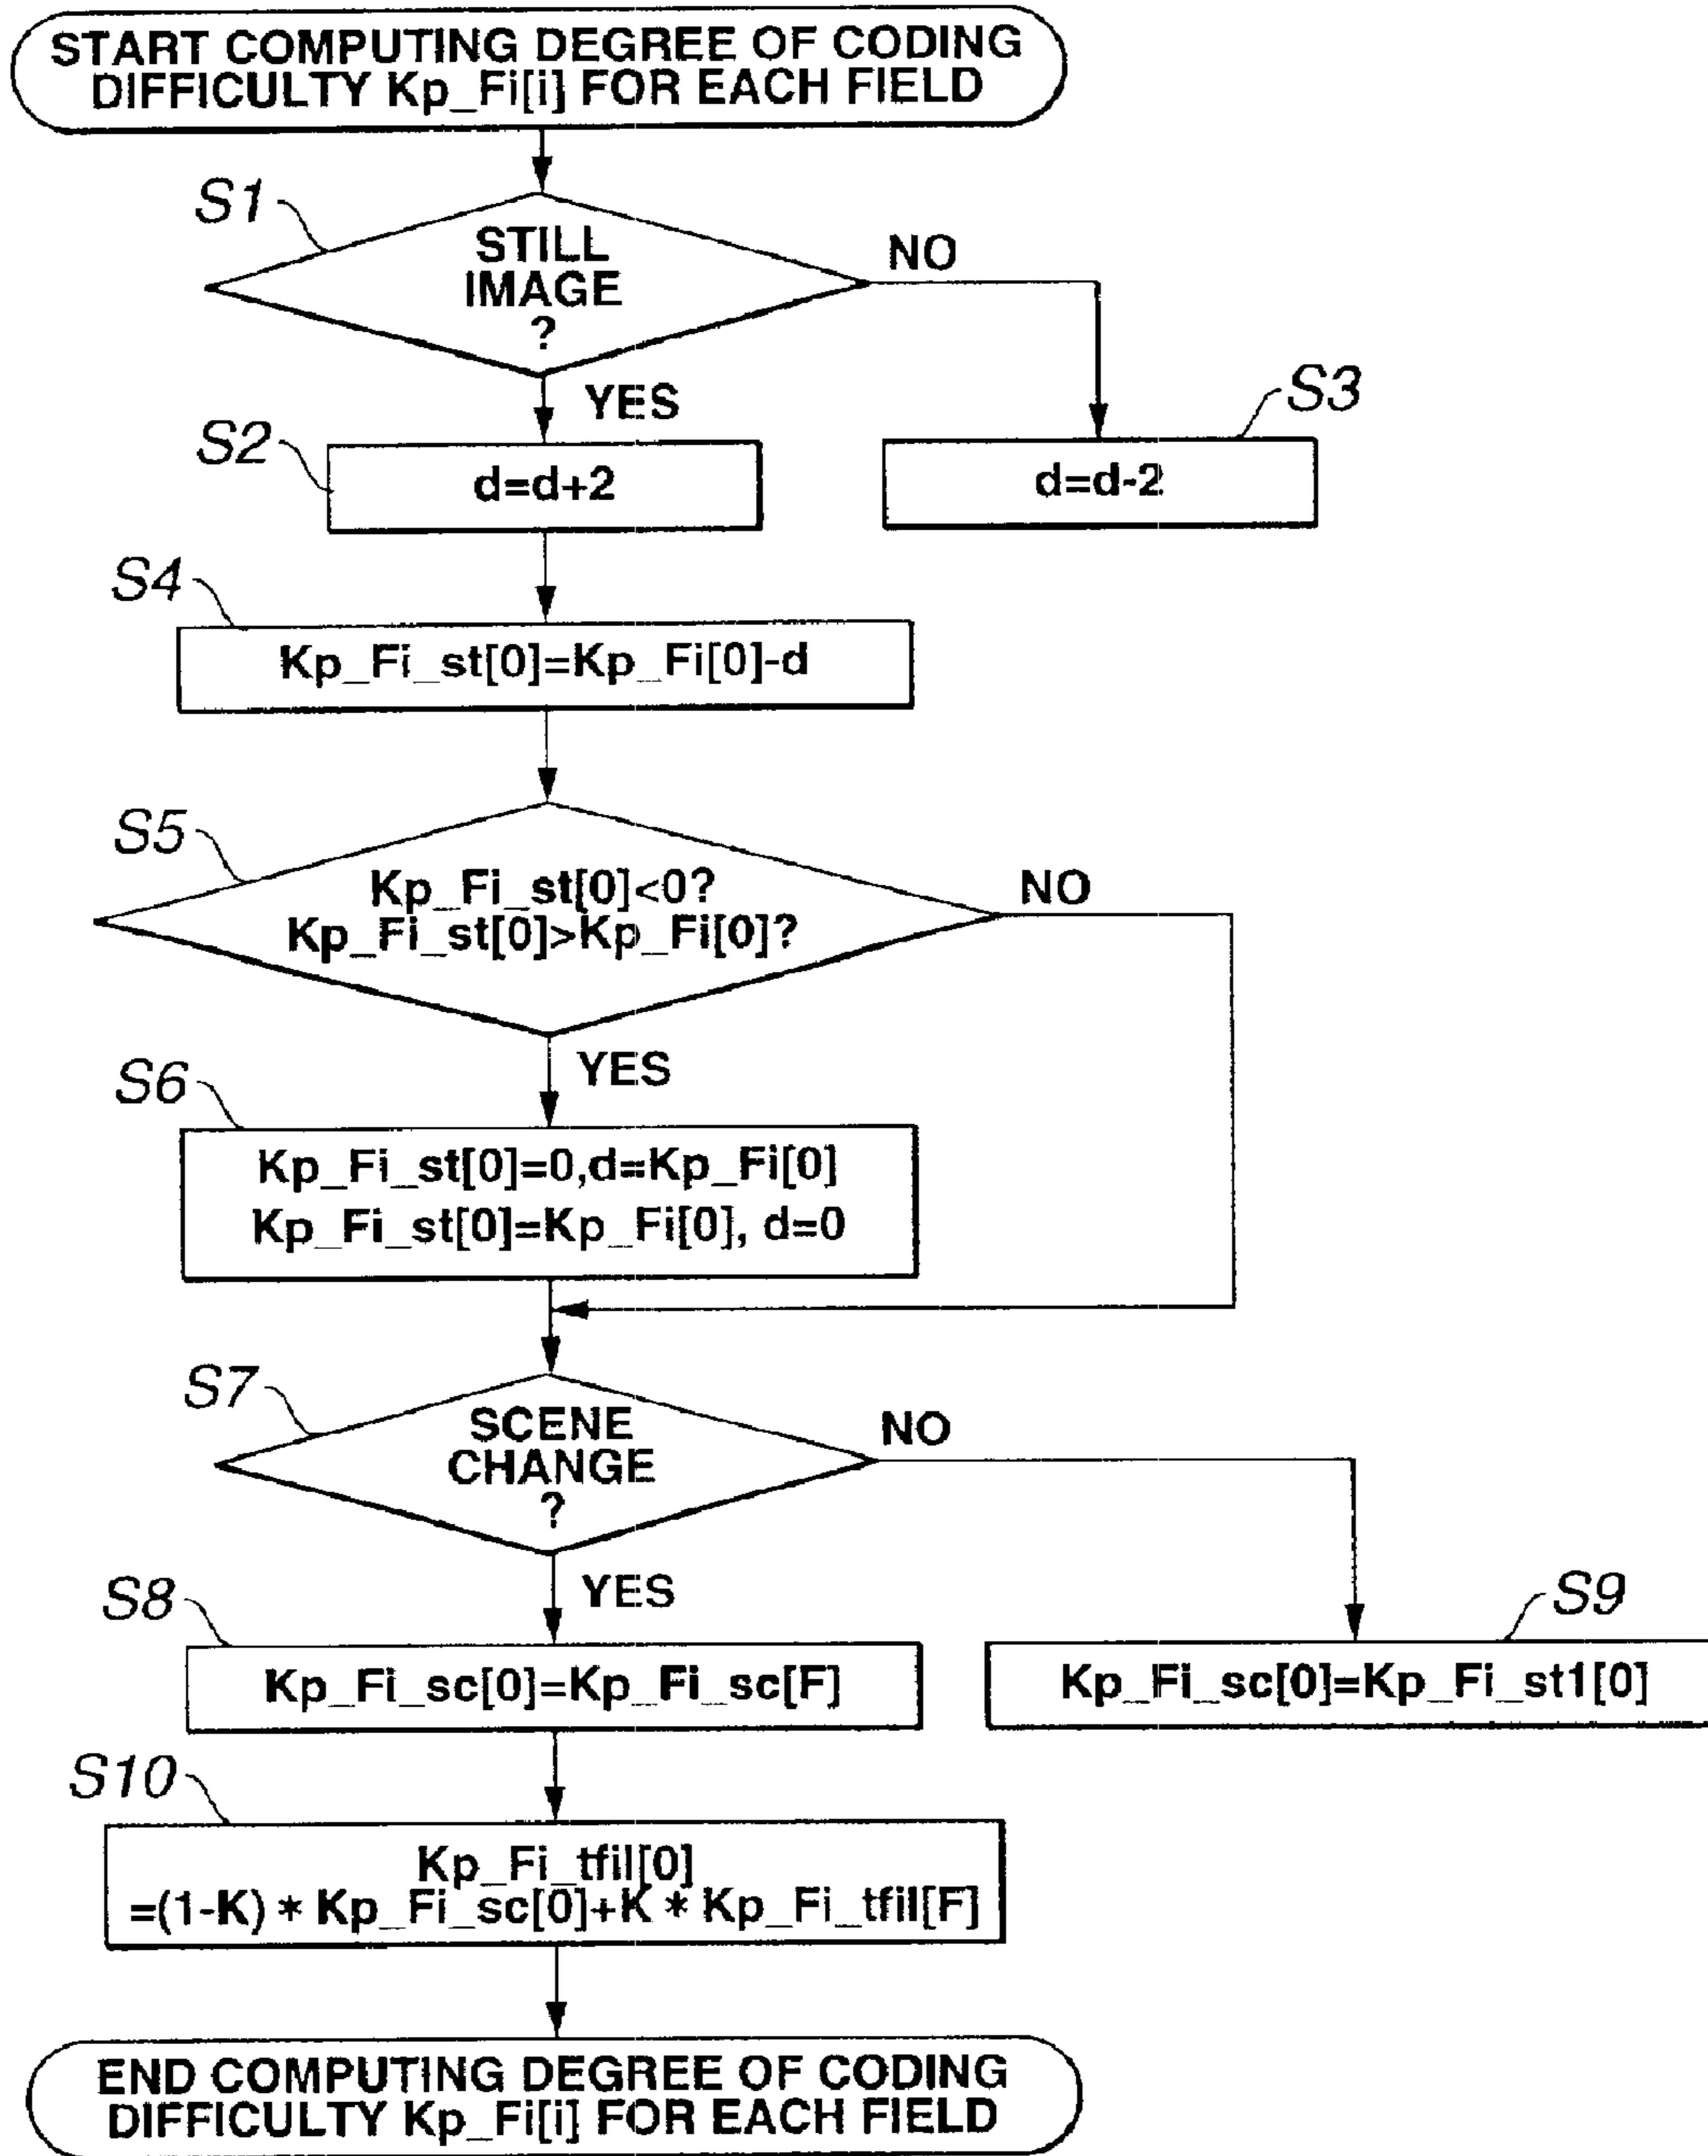 START COMPUTING DEGREE OF CODING
DIFFICULTY Kp_Fi[i] FOR EACH FIELD
S1
STILL
IMAGE
?
NO
YES
S2
d=d+2
S3
d=d-2
S4
Kp_Fi_st[0]=Kp_Fi[0]-d
S5
Kp_Fi_st[0]<0?
Kp_Fi_st[0]>Kp_Fi[0]?
NO
YES
S6
Kp_Fi_st[0]=0,d=Kp_Fi[0]
Kp_Fi_st[0]=Kp_Fi[0], d=0
S7
SCENE
CHANGE
?
NO
YES
S8
Kp_Fi_sc[0]=Kp_Fi_sc[F]
S9
Kp_Fi_sc[0]=Kp_Fi_st1[0]
S10
Kp_Fi_tfil[0]
=(1-K) * Kp_Fi_sc[0]+K * Kp_Fi_tfil[F]
END COMPUTING DEGREE OF CODING
DIFFICULTY Kp_Fi[i] FOR EACH FIELD